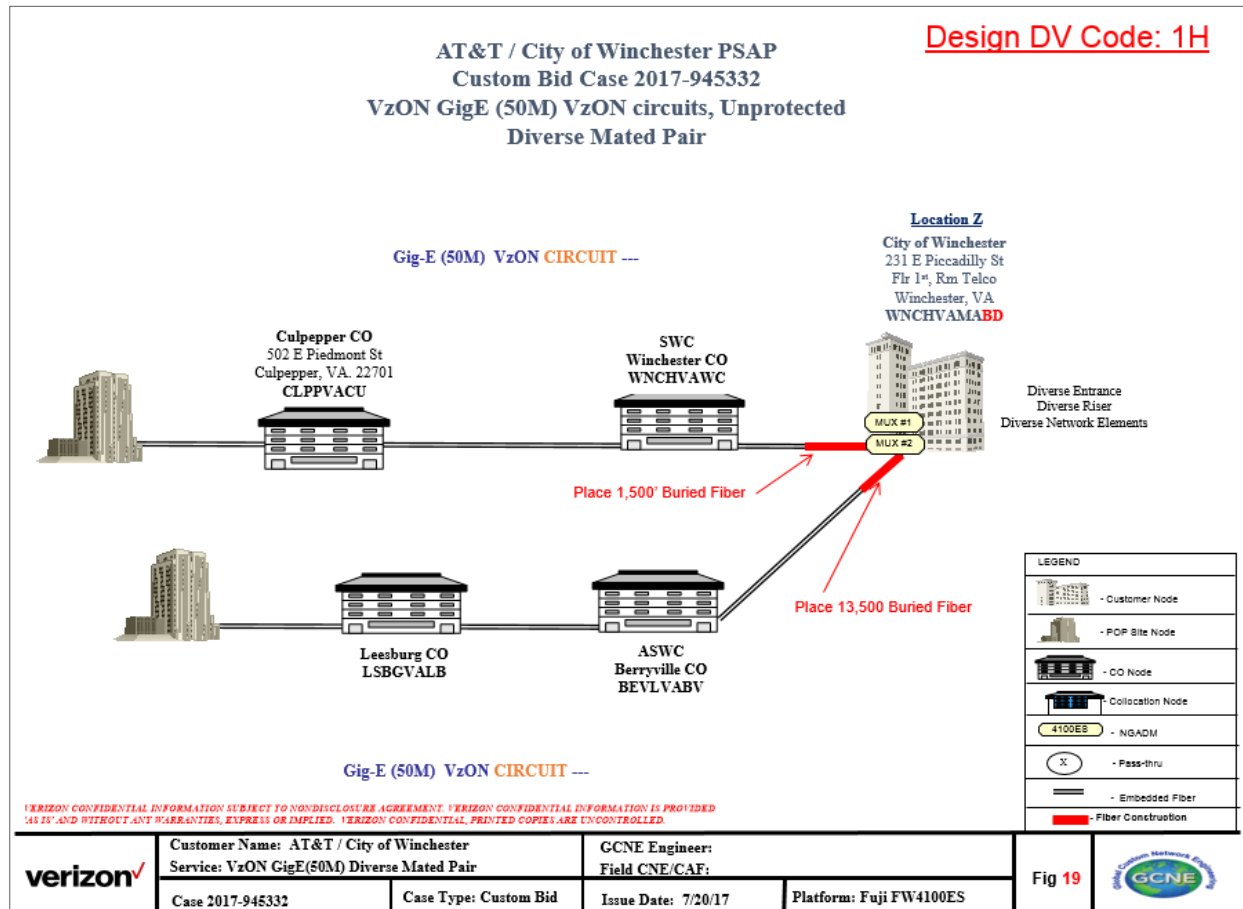 Design DV Code: 1H
AT&T / City of Winchester PSAP
Custom Bid Case 2017-945332
VzON GigE (50M) VzON circuits, Unprotected
Diverse Mated Pair
Location Z
City of Winchester
231 E Piccadilly St
Flr 1st, Rm Telco
Winchester, VA
WNCHVAMABD
Gig-E (50M) VzON CIRCUIT ---
Culpepper CO
502 E Piedmont St
Culpepper, VA. 22701
CLPPVACU
SWC
Winchester CO
WNCHVAWC
MUX #1
MUX #2
Diverse Entrance
Diverse Riser
Diverse Network Elements
Place 1,500' Buried Fiber
Place 13,500 Buried Fiber
Leesburg CO
LSBGVALB
ASWC
Berryville CO
BEVLVABV
Gig-E (50M) VzON CIRCUIT ---
LEGEND
- Customer Node
- POP Site Node
- CO Node
- Collocation Node
4100ES - NGADM
X - Pass-thru
- Embedded Fiber
- Fiber Construction
VERIZON CONFIDENTIAL INFORMATION SUBJECT TO NONDISCLOSURE AGREEMENT. VERIZON CONFIDENTIAL INFORMATION IS PROVIDED
'AS IS' AND WITHOUT ANY WARRANTIES, EXPRESS OR IMPLIED. VERIZON CONFIDENTIAL, PRINTED COPIES ARE UNCONTROLLED.
verizon
Customer Name: AT&T / City of Winchester
Service: VzON GigE(50M) Diverse Mated Pair
GCNE Engineer:
Field CNE/CAF:
Case 2017-945332
Case Type: Custom Bid
Issue Date: 7/20/17
Platform: Fuji FW4100ES
Fig 19
Global Custom Network Engineering
GCNE